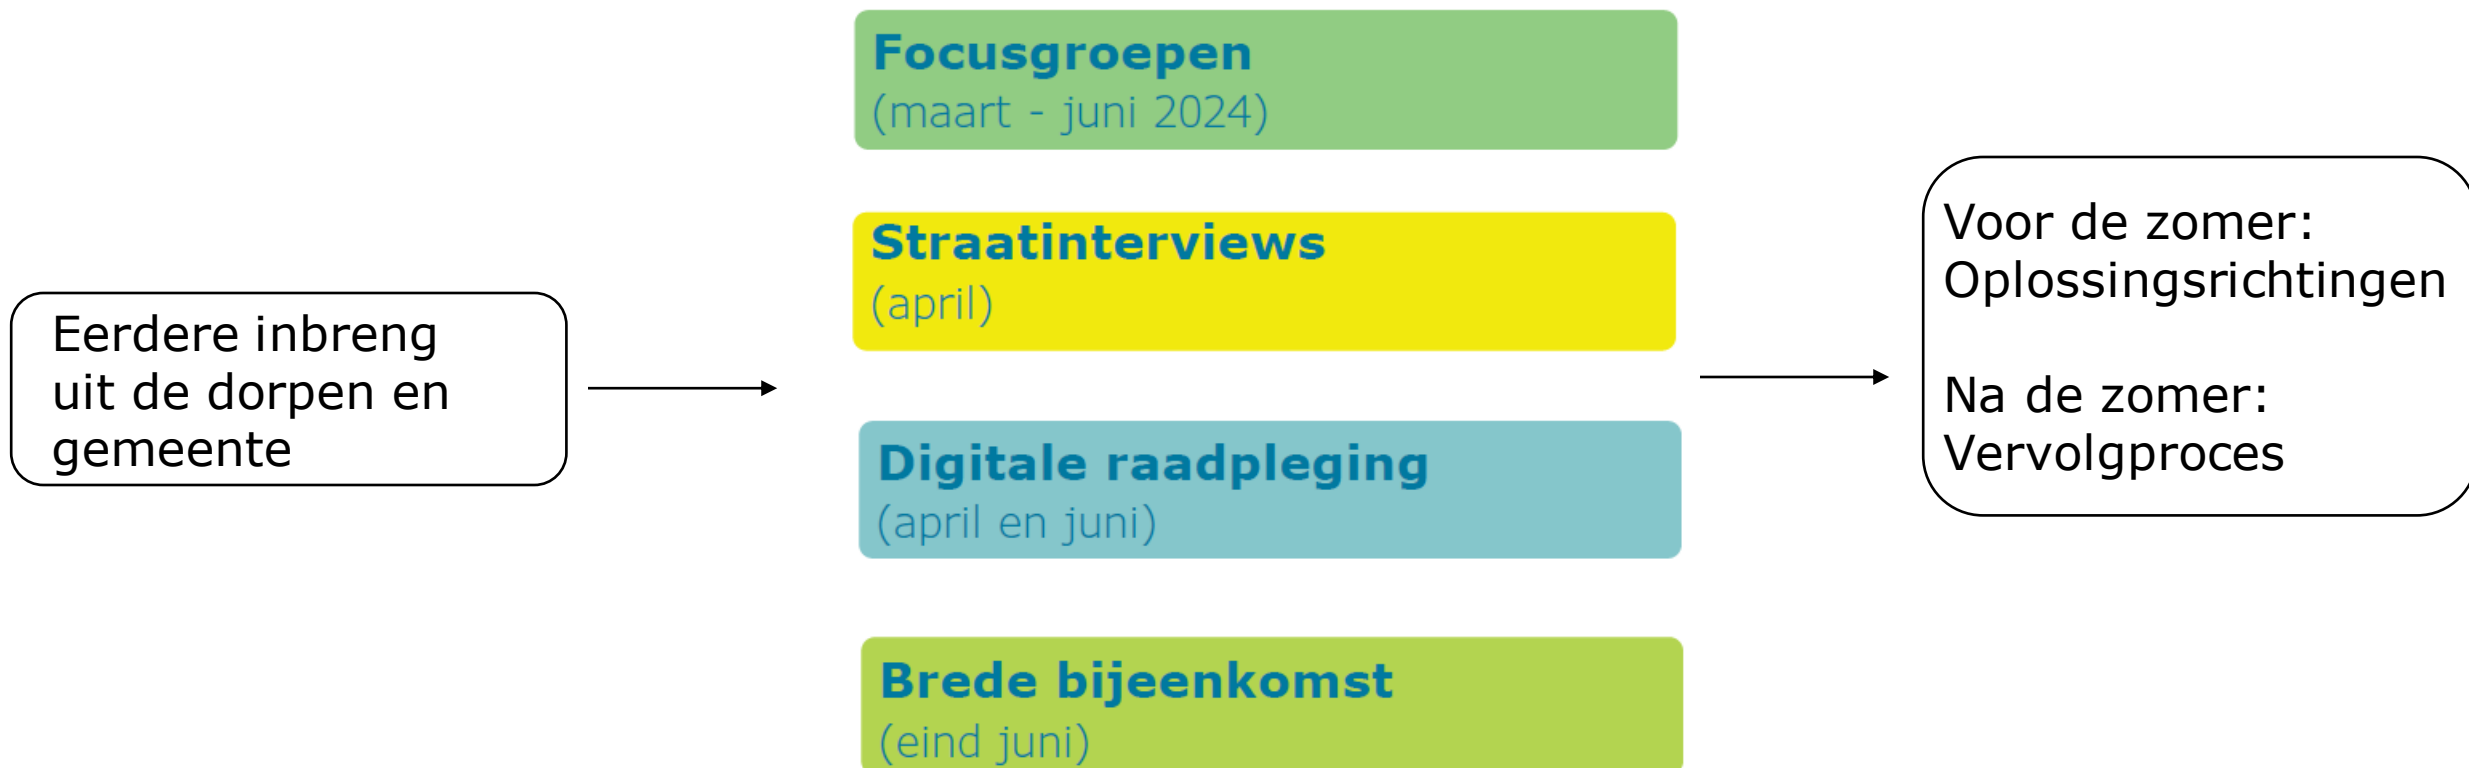 Eerdere inbreng
uit de dorpen en
gemeente
Focusgroepen
(maart - juni 2024)
Straatinterviews
(april)
Digitale raadpleging
(april en juni)
Brede bijeenkomst
(eind juni)
Voor de zomer:
Oplossingsrichtingen
Na de zomer:
Vervolgproces